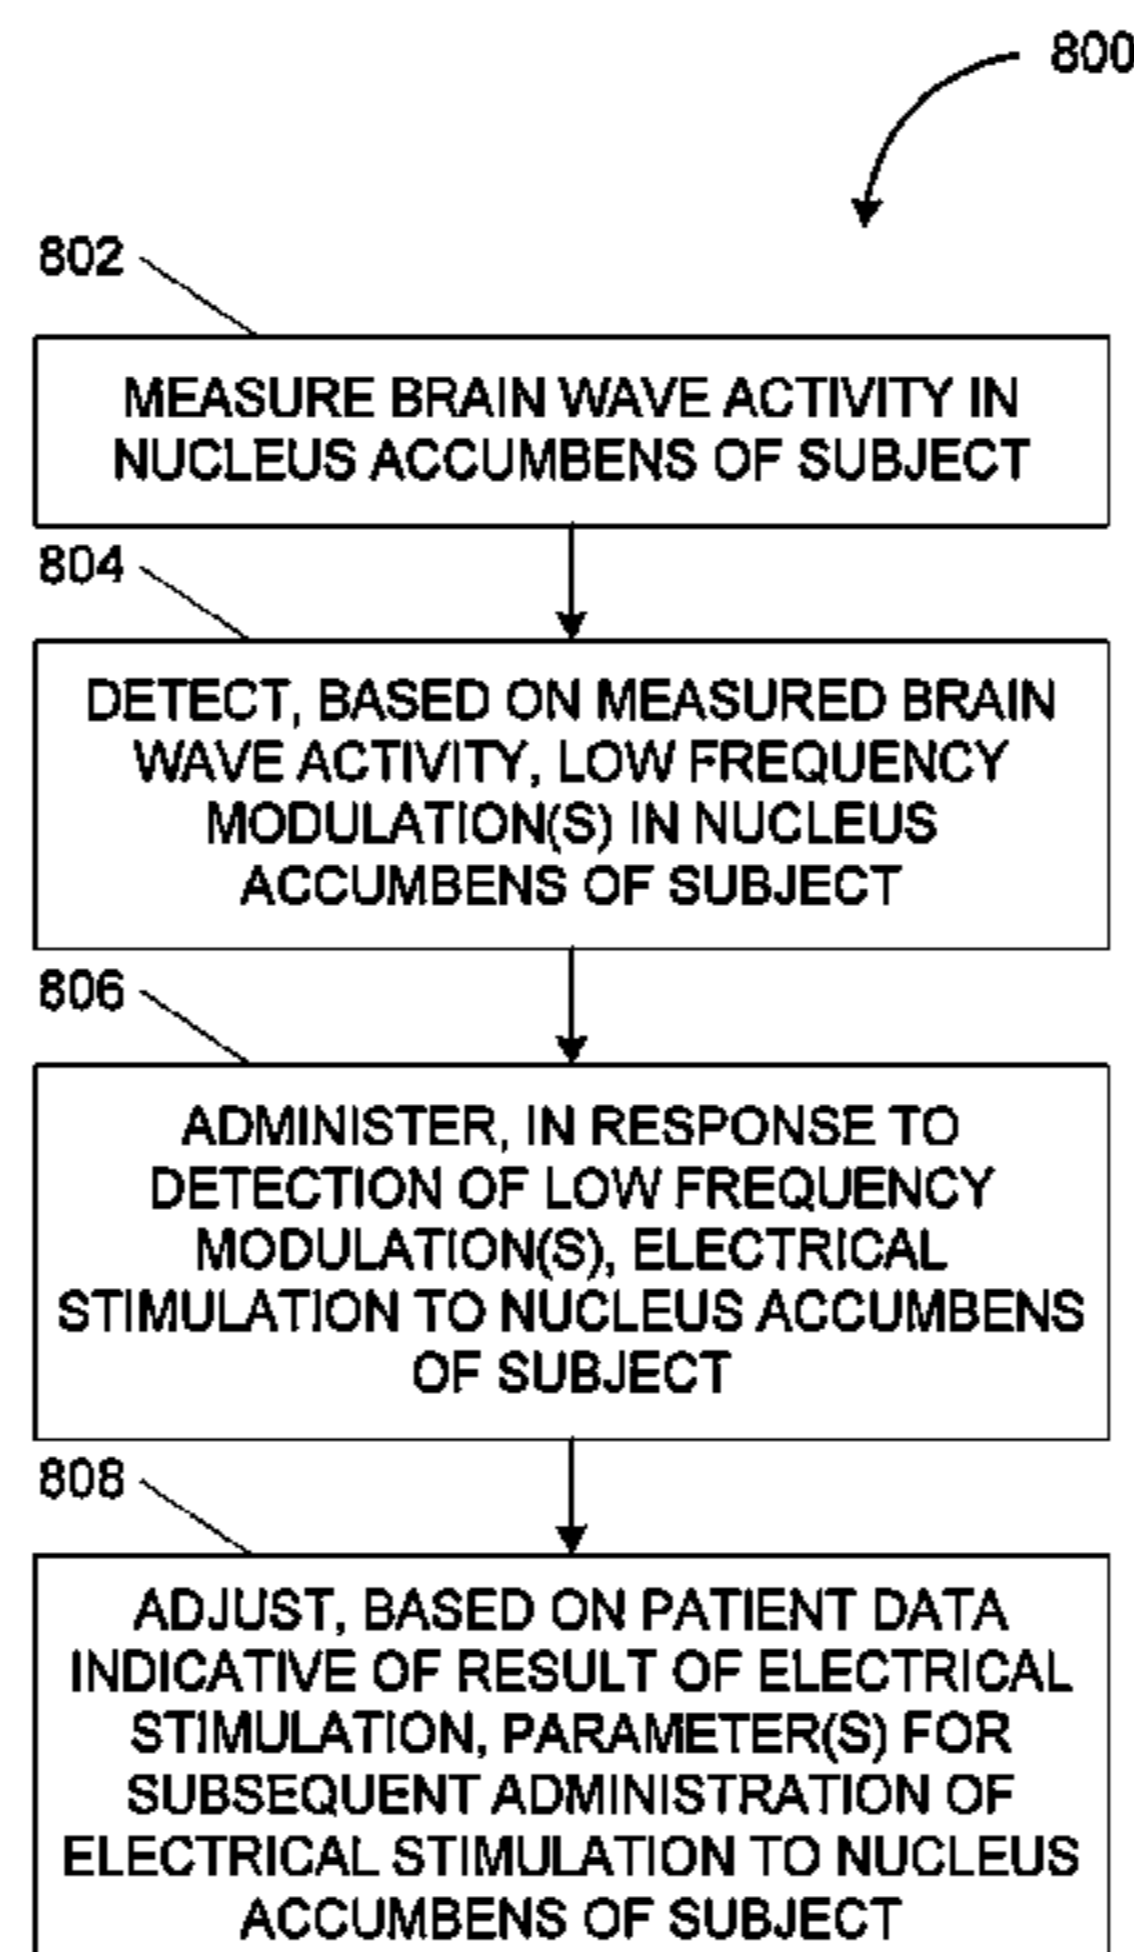 800
802
MEASURE BRAIN WAVE ACTIVITY IN
NUCLEUS ACCUMBENS OF SUBJECT
804
DETECT, BASED ON MEASURED BRAIN
WAVE ACTIVITY, LOW FREQUENCY
MODULATION(S) IN NUCLEUS
ACCUMBENS OF SUBJECT
806
ADMINISTER, IN RESPONSE TO
DETECTION OF LOW FREQUENCY
MODULATION(S), ELECTRICAL
STIMULATION TO NUCLEUS ACCUMBENS
OF SUBJECT
808
ADJUST, BASED ON PATIENT DATA
INDICATIVE OF RESULT OF ELECTRICAL
STIMULATION, PARAMETER(S) FOR
SUBSEQUENT ADMINISTRATION OF
ELECTRICAL STIMULATION TO NUCLEUS
ACCUMBENS OF SUBJECT